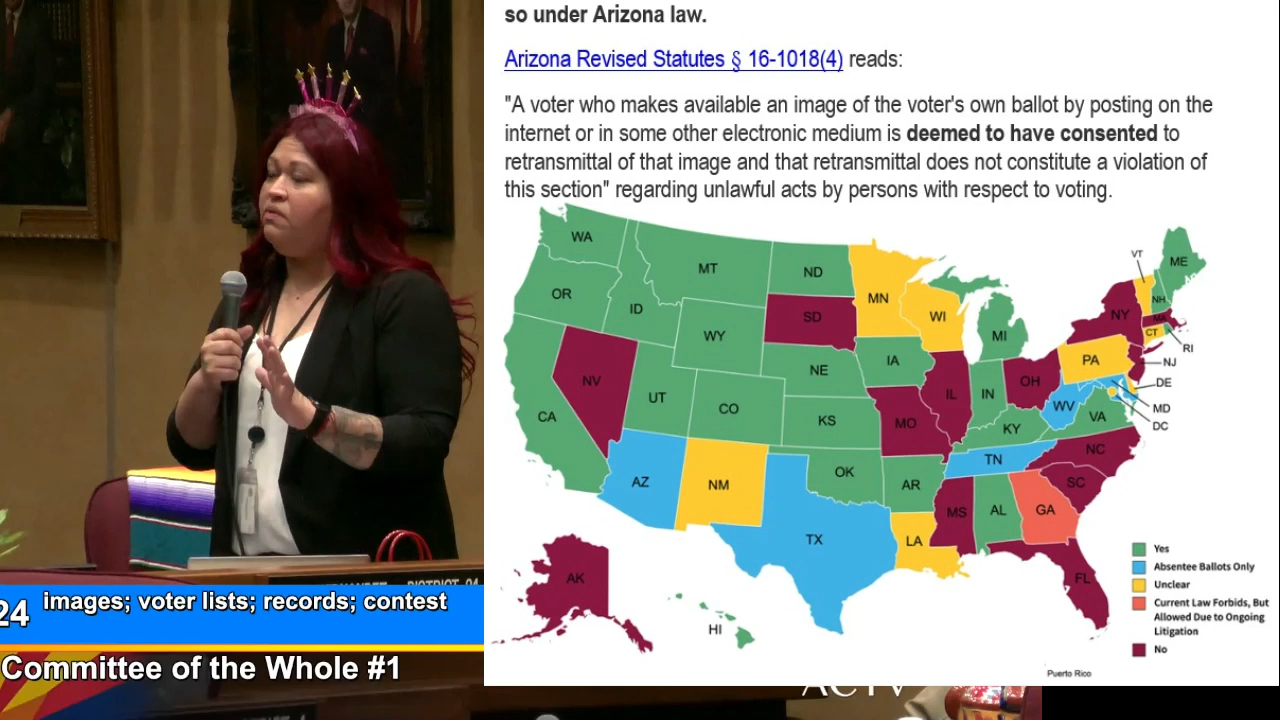 so under Arizona law.
Arizona Revised Statutes § 16-1018(4) reads:
"A voter who makes available an image of the voter's own ballot by posting on the
internet or in some other electronic medium is deemed to have consented to
retransmittal of that image and that retransmittal does not constitute a violation of
this section" regarding unlawful acts by persons with respect to voting.
WA
MT
ND
MN
VT
ME
OR
ID
SD
WI
NH
NY
MA
WY
MI
CT
RI
IA
PA
NJ
NE
NV
OH
DE
UT
IL
IN
MD
CO
WV
VA
DC
CA
KS
MO
KY
NC
TN
AZ
NM
OK
AR
SC
MS
AL
GA
TX
LA
AK
FL
HI
Yes
Absentee Ballots Only
Unclear
Current Law Forbids, But
Allowed Due to Ongoing
Litigation
No
Puerto Rico
DISTRICT 24
24
images; voter lists; records; contest
Committee of the Whole #1